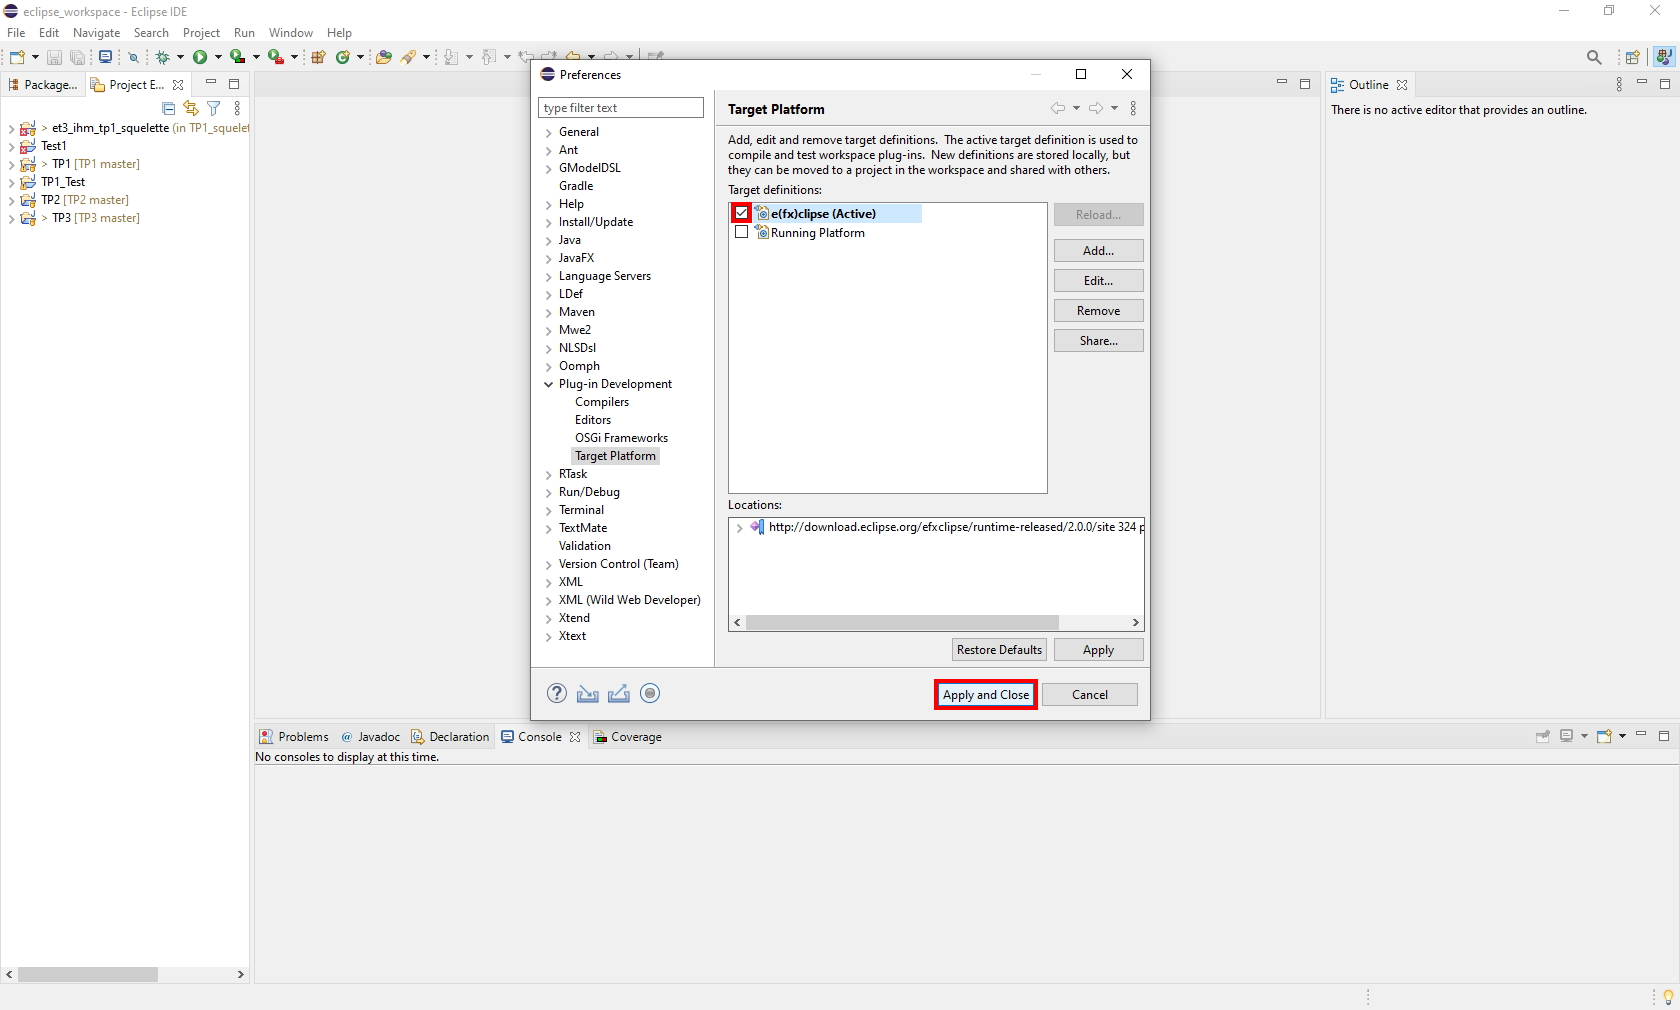 eclipse_workspace - Eclipse IDE
File Edit Navigate Search Project Run Window Help
Package... Project E...
> et3_ihm_tp1_squelette (in TP1_squelet
Test1
> TP1 [TP1 master]
TP1_Test
TP2 [TP2 master]
> TP3 [TP3 master]
Preferences
type filter text
General
Ant
GModelDSL
Gradle
Help
Install/Update
Java
JavaFX
Language Servers
LDef
Maven
Mwe2
NLSDsl
Oomph
Plug-in Development
Compilers
Editors
OSGi Frameworks
Target Platform
RTask
Run/Debug
Terminal
TextMate
Validation
Version Control (Team)
XML
XML (Wild Web Developer)
Xtend
Xtext
Target Platform
Add, edit and remove target definitions. The active target definition is used to
compile and test workspace plug-ins. New definitions are stored locally, but
they can be moved to a project in the workspace and shared with others.
Target definitions:
e(fx)clipse (Active)
Running Platform
Reload...
Add...
Edit...
Remove
Share...
Locations:
http://download.eclipse.org/efxclipse/runtime-released/2.0.0/site 324 p
Restore Defaults Apply
Apply and Close Cancel
Outline
There is no active editor that provides an outline.
Problems @ Javadoc Declaration Console Coverage
No consoles to display at this time.